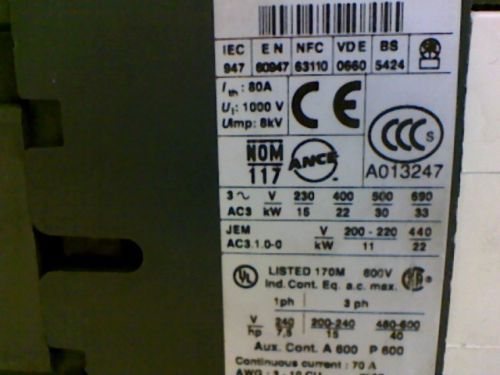 IEC EN NFC VDE BS
947 60947 63110 0660 5424
Ith : 80A
Ui : 1000 V
Uimp : 8kV
CE
CCC S
NOM
117
ANCE
A013247
3~ V 230 400 500 690
AC3 kW 15 22 30 33
JEM V 200 - 220 440
AC3.1.0-0 kW 11 22
UL LISTED 170M 600V
Ind. Cont. Eq. a.c. max.
1ph 3 ph
V 240 200-240 480-600
hp 7,5 15 40
Aux. Cont. A 600 P 600
Continuous current : 70 A
AWG : 3 -